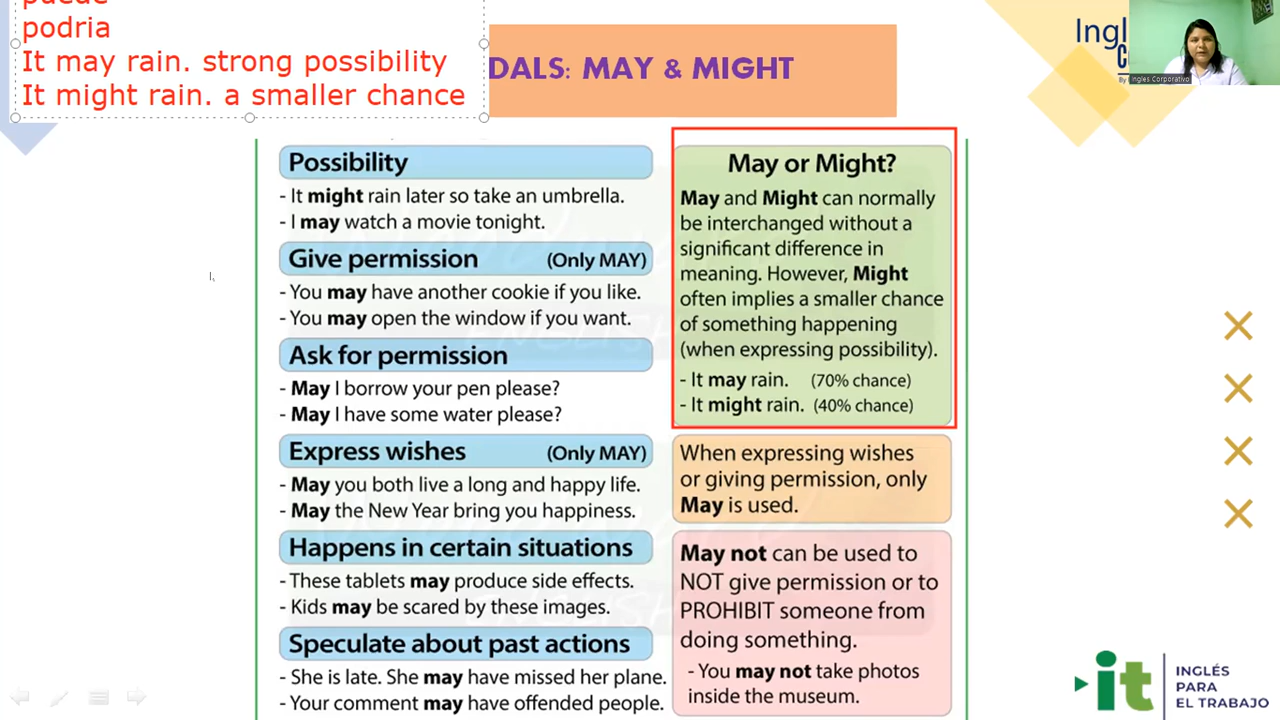 puede
podria
It may rain. strong possibility
It might rain. a smaller chance
DALS: MAY & MIGHT
Ingl
C
By Ingles Corporativo
Possibility
- It might rain later so take an umbrella.
- I may watch a movie tonight.
Give permission (Only MAY)
- You may have another cookie if you like.
- You may open the window if you want.
Ask for permission
- May I borrow your pen please?
- May I have some water please?
Express wishes (Only MAY)
- May you both live a long and happy life.
- May the New Year bring you happiness.
Happens in certain situations
- These tablets may produce side effects.
- Kids may be scared by these images.
Speculate about past actions
- She is late. She may have missed her plane.
- Your comment may have offended people.
May or Might?
May and Might can normally
be interchanged without a
significant difference in
meaning. However, Might
often implies a smaller chance
of something happening
(when expressing possibility).
- It may rain. (70% chance)
- It might rain. (40% chance)
When expressing wishes
or giving permission, only
May is used.
May not can be used to
NOT give permission or to
PROHIBIT someone from
doing something.
- You may not take photos
inside the museum.
it
INGLÉS
PARA
EL TRABAJO